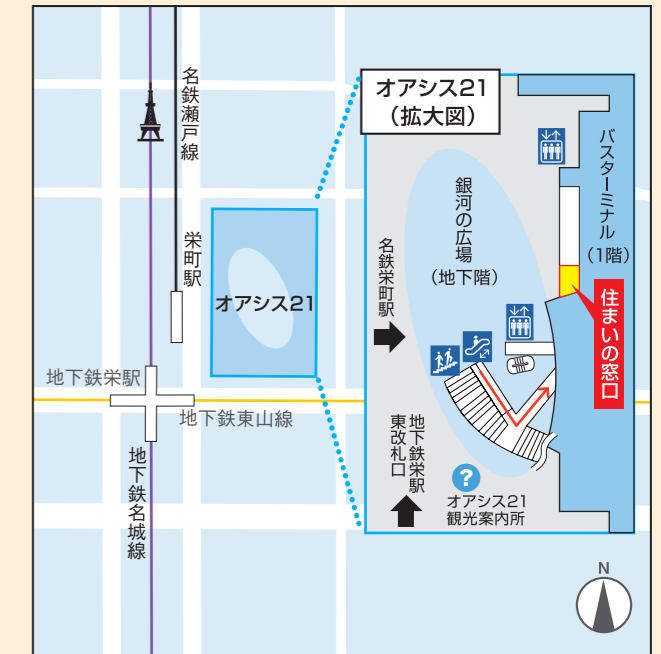 名鉄瀬戸線
栄町駅
オアシス21
地下鉄栄駅
地下鉄東山線
地下鉄名城線
オアシス21
（拡大図）
バスターミナル
（1階）
銀河の広場
（地下階）
名鉄栄町駅
住まいの窓口
地下鉄栄駅
東改札口
?
オアシス21
観光案内所
N